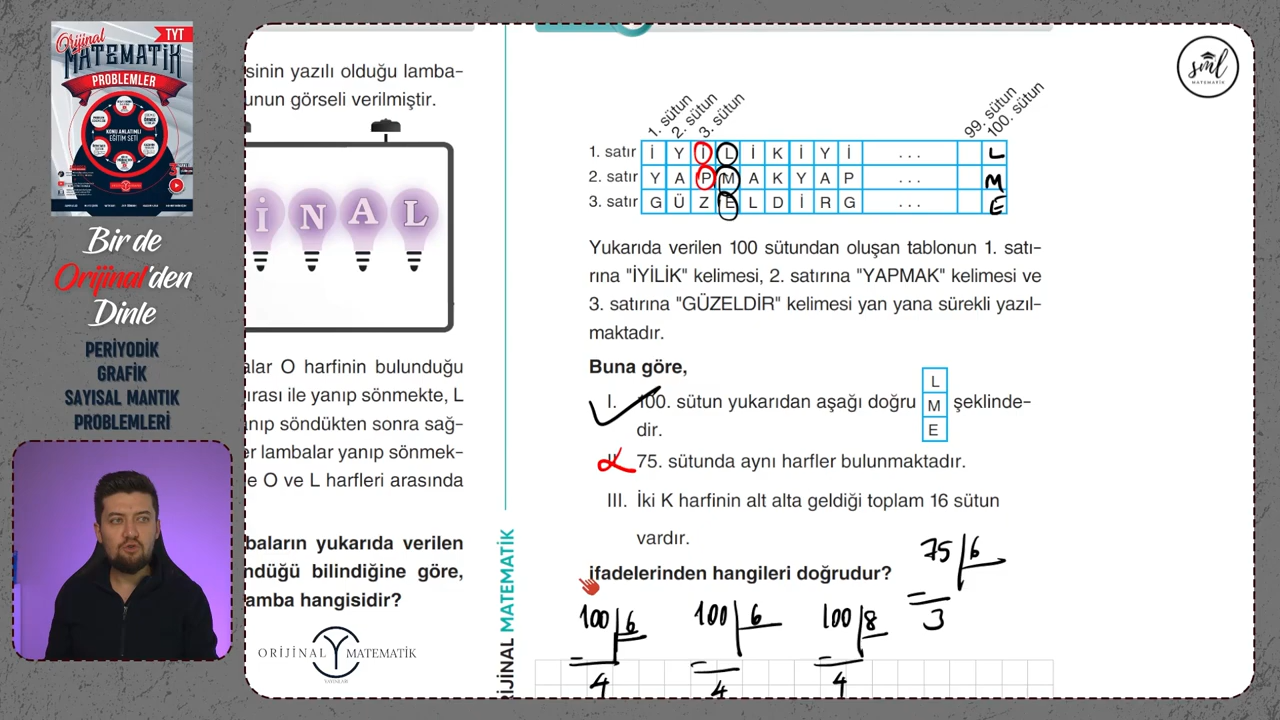 TYT
Orijinal
MATEMATİK
PROBLEMLER
KONU ANLATIMLI
EĞİTİM SETİ
Bir de
Orijinal'den
Dinle
PERİYODİK
GRAFİK
SAYISAL MANTIK
PROBLEMLERİ
sinin yazılı olduğu lamba-
unun görseli verilmiştir.
İ N A L
alar O harfinin bulunduğu
ırası ile yanıp sönmekte, L
anıp söndükten sonra sağ-
er lambalar yanıp sönmek-
e O ve L harfleri arasında
baların yukarıda verilen
ndüğü bilindiğine göre,
amba hangisidir?
ORİJİNAL MATEMATİK
YAYINLARI
RİJİNAL MATEMATİK
sml
MATEMATİK
1. sütun 2. sütun 3. sütun 99. sütun 100. sütun
1. satır İ Y İ L İ K İ Y İ ... L
2. satır Y A P M A K Y A P ... M
3. satır G Ü Z E L D İ R G ... E
Yukarıda verilen 100 sütundan oluşan tablonun 1. satı-
rına "İYİLİK" kelimesi, 2. satırına "YAPMAK" kelimesi ve
3. satırına "GÜZELDİR" kelimesi yan yana sürekli yazıl-
maktadır.
Buna göre,
L
I. 100. sütun yukarıdan aşağı doğru M şeklinde-
dir. E
II. 75. sütunda aynı harfler bulunmaktadır.
III. İki K harfinin alt alta geldiği toplam 16 sütun
vardır.
75 6
3
ifadelerinden hangileri doğrudur?
100 6 100 6 100 8
4 4 4